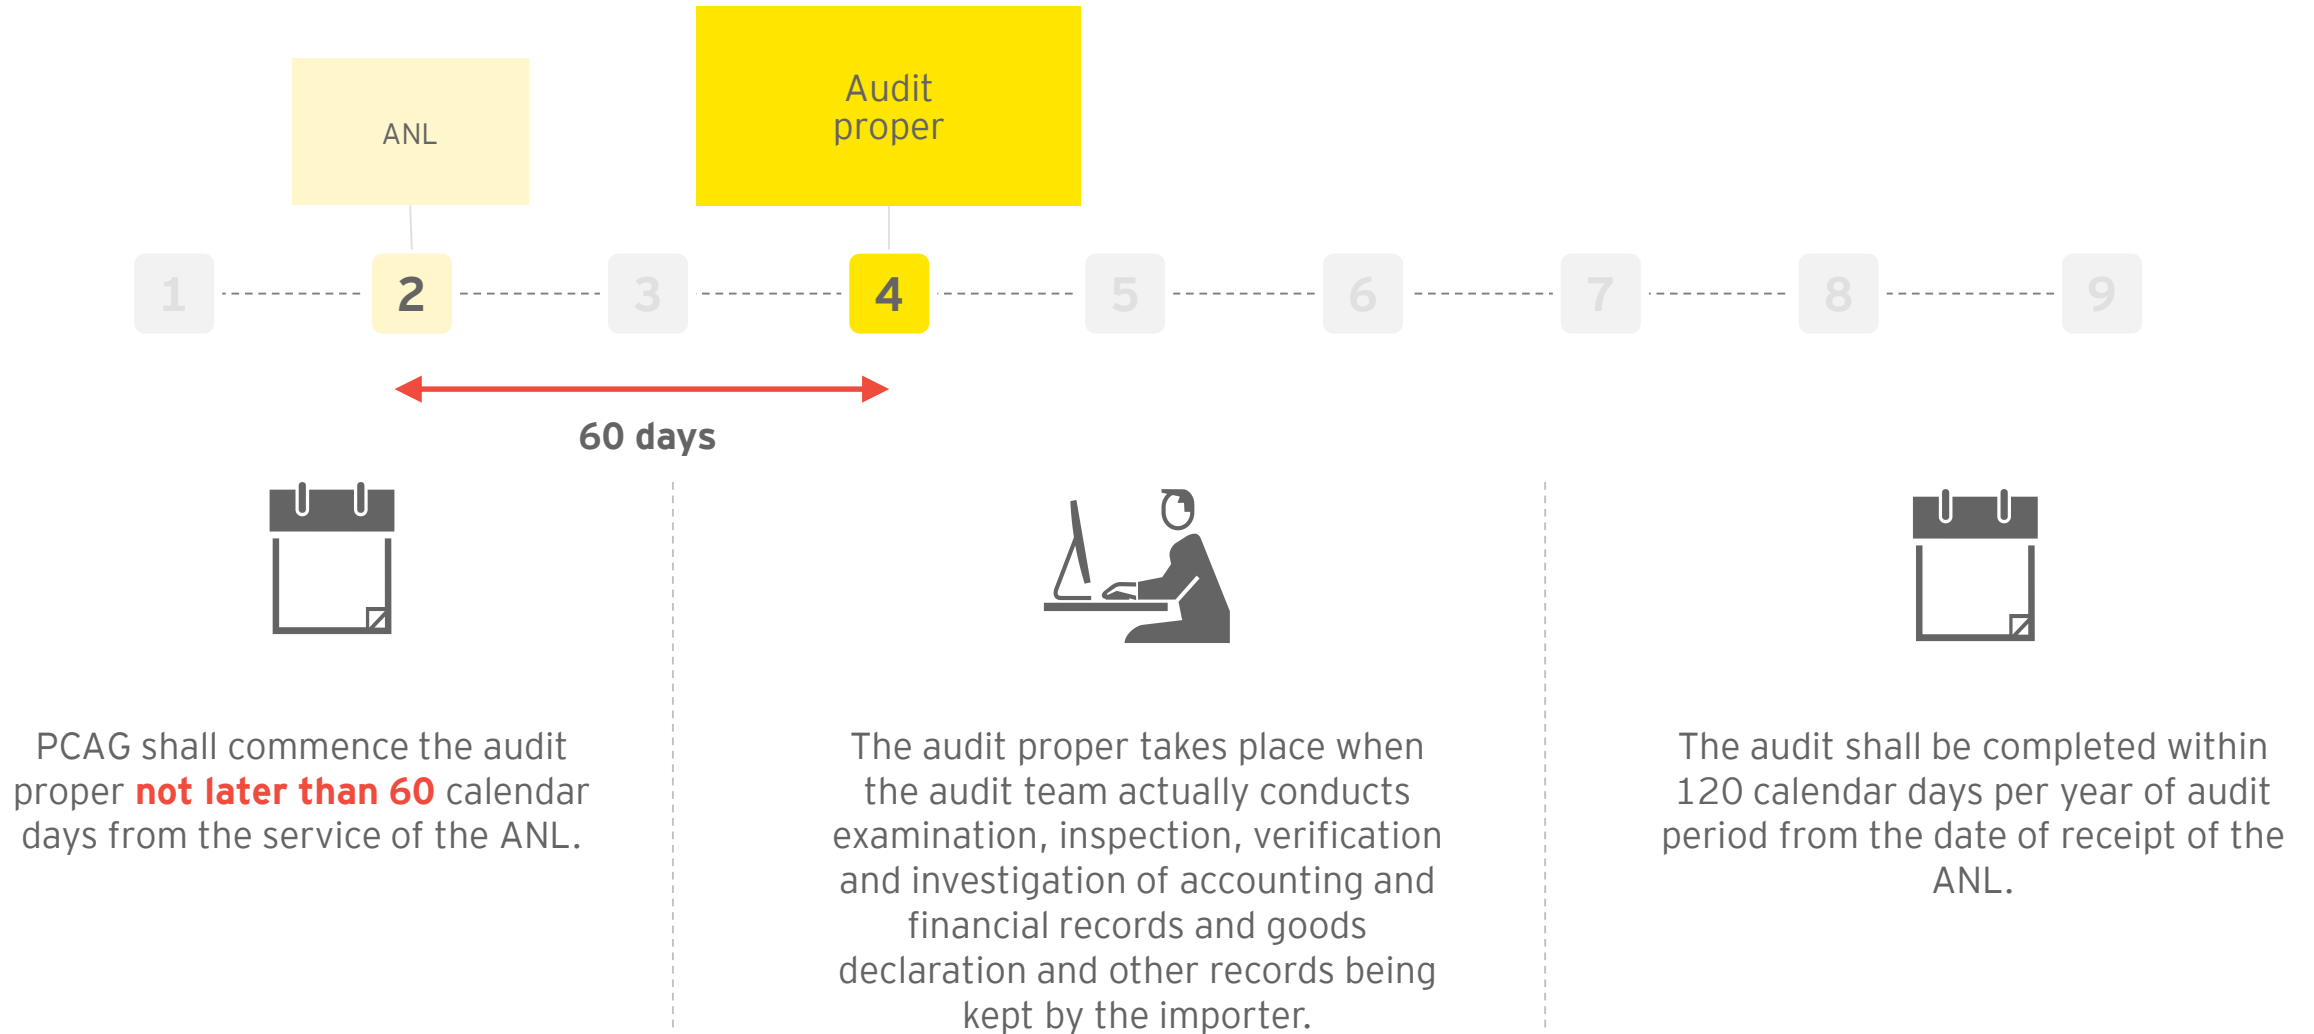 ANL
Audit
proper
1
2
3
4
5
6
7
8
9
60 days
PCAG shall commence the audit
proper not later than 60 calendar
days from the service of the ANL.
The audit proper takes place when
the audit team actually conducts
examination, inspection, verification
and investigation of accounting and
financial records and goods
declaration and other records being
kept by the importer.
The audit shall be completed within
120 calendar days per year of audit
period from the date of receipt of the
ANL.